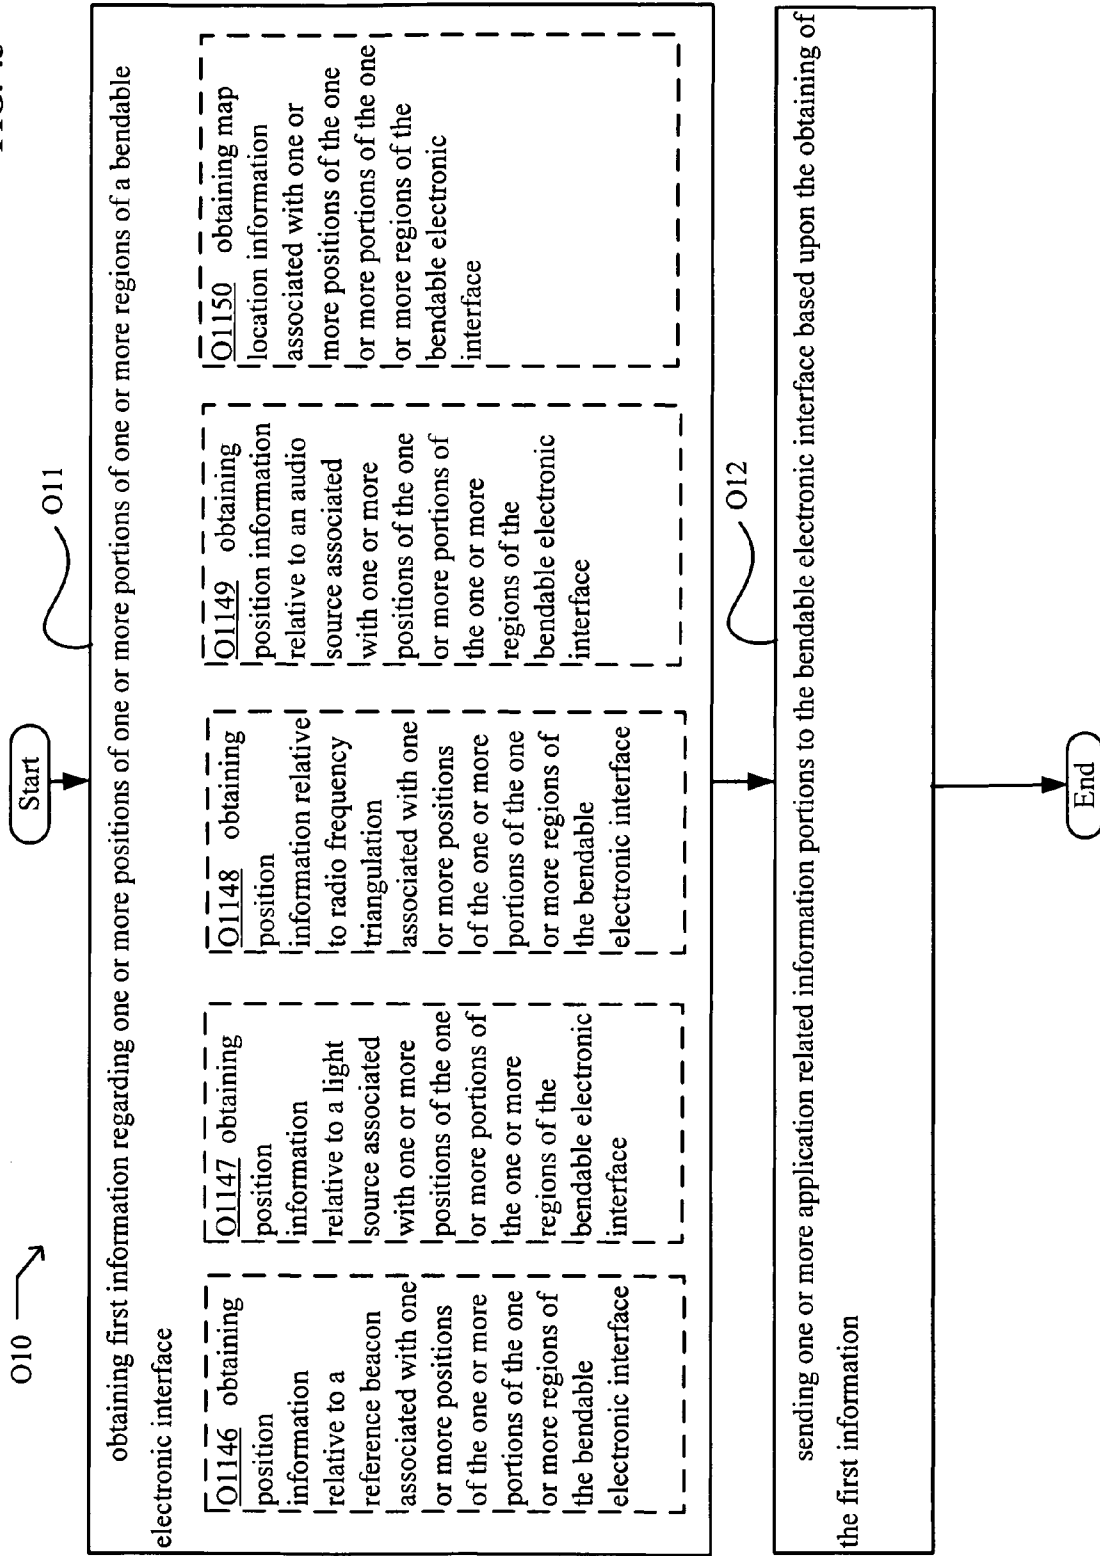 O10
Start
O11
obtaining first information regarding one or more positions of one or more portions of one or more regions of a bendable
electronic interface
O1146 obtaining
position
information
relative to a
reference beacon
associated with one
or more positions
of the one or more
portions of the one
or more regions of
the bendable
electronic interface
O1147 obtaining
position
information
relative to a light
source associated
with one or more
positions of the one
or more portions of
the one or more
regions of the
bendable electronic
interface
O1148 obtaining
position
information relative
to radio frequency
triangulation
associated with one
or more positions
of the one or more
portions of the one
or more regions of
the bendable
electronic interface
O1149 obtaining
position information
relative to an audio
source associated
with one or more
positions of the one
or more portions of
the one or more
regions of the
bendable electronic
interface
O1150 obtaining map
location information
associated with one or
more positions of the one
or more portions of the one
or more regions of the
bendable electronic
interface
O12
sending one or more application related information portions to the bendable electronic interface based upon the obtaining of
the first information
End